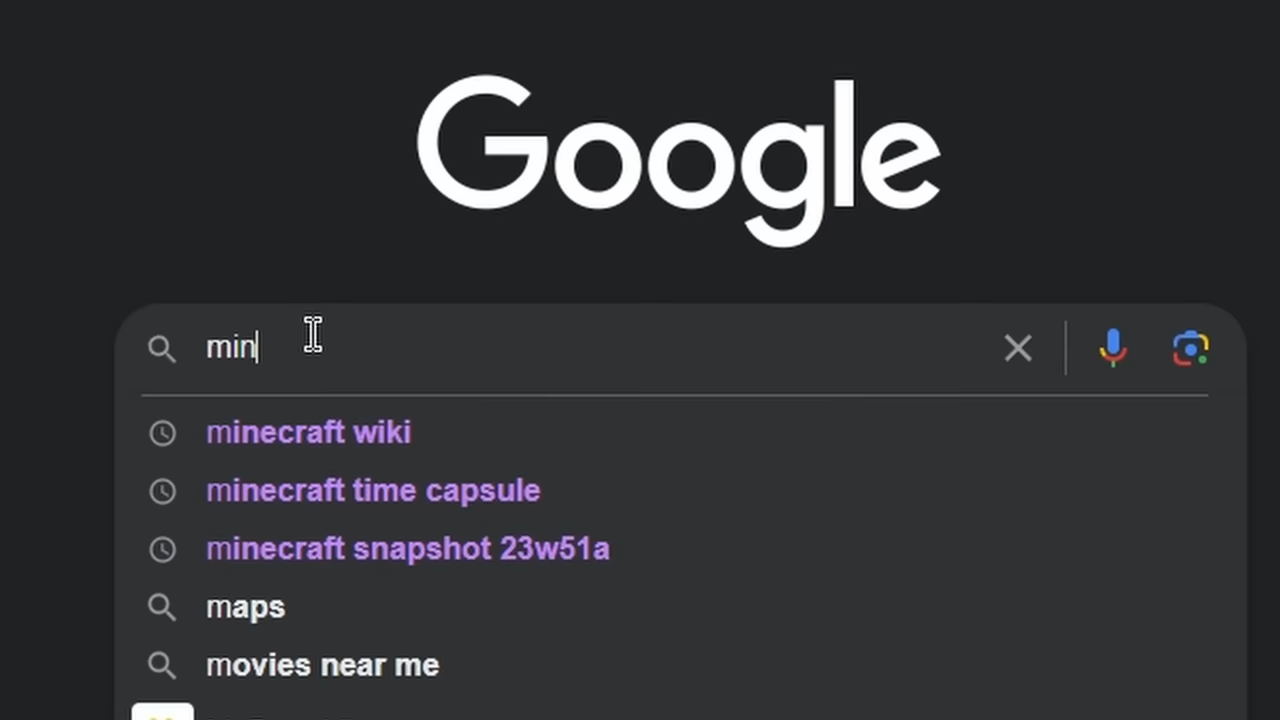 Google
min
minecraft wiki
minecraft time capsule
minecraft snapshot 23w51a
maps
movies near me